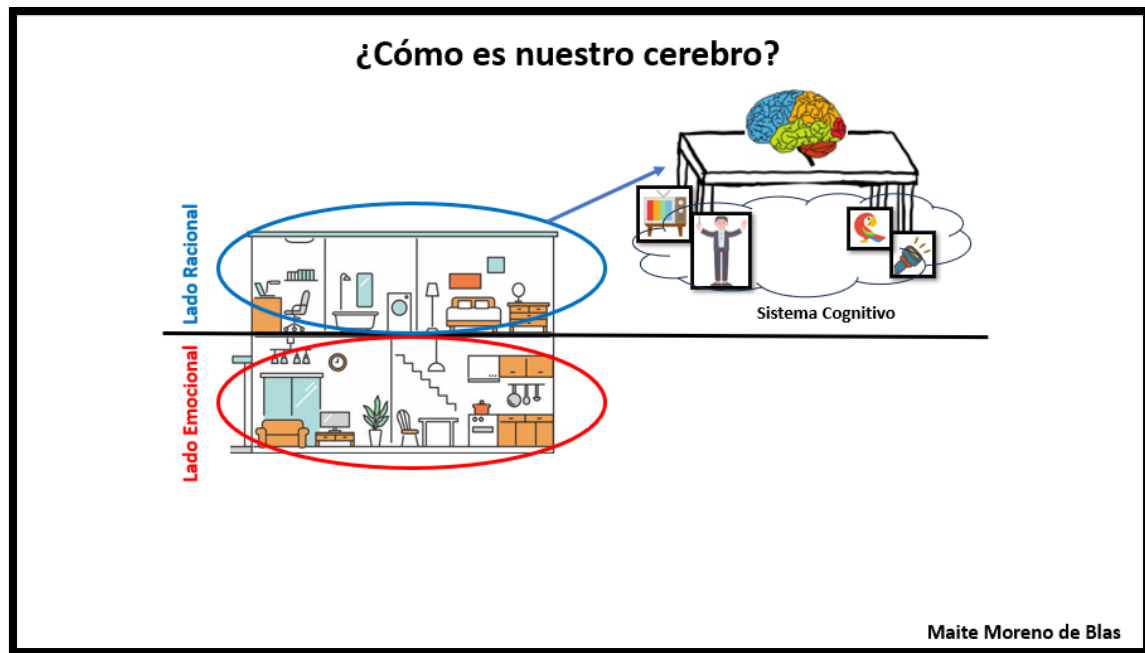 ¿Cómo es nuestro cerebro?
Lado Racional
Sistema Cognitivo
Lado Emocional
Maite Moreno de Blas